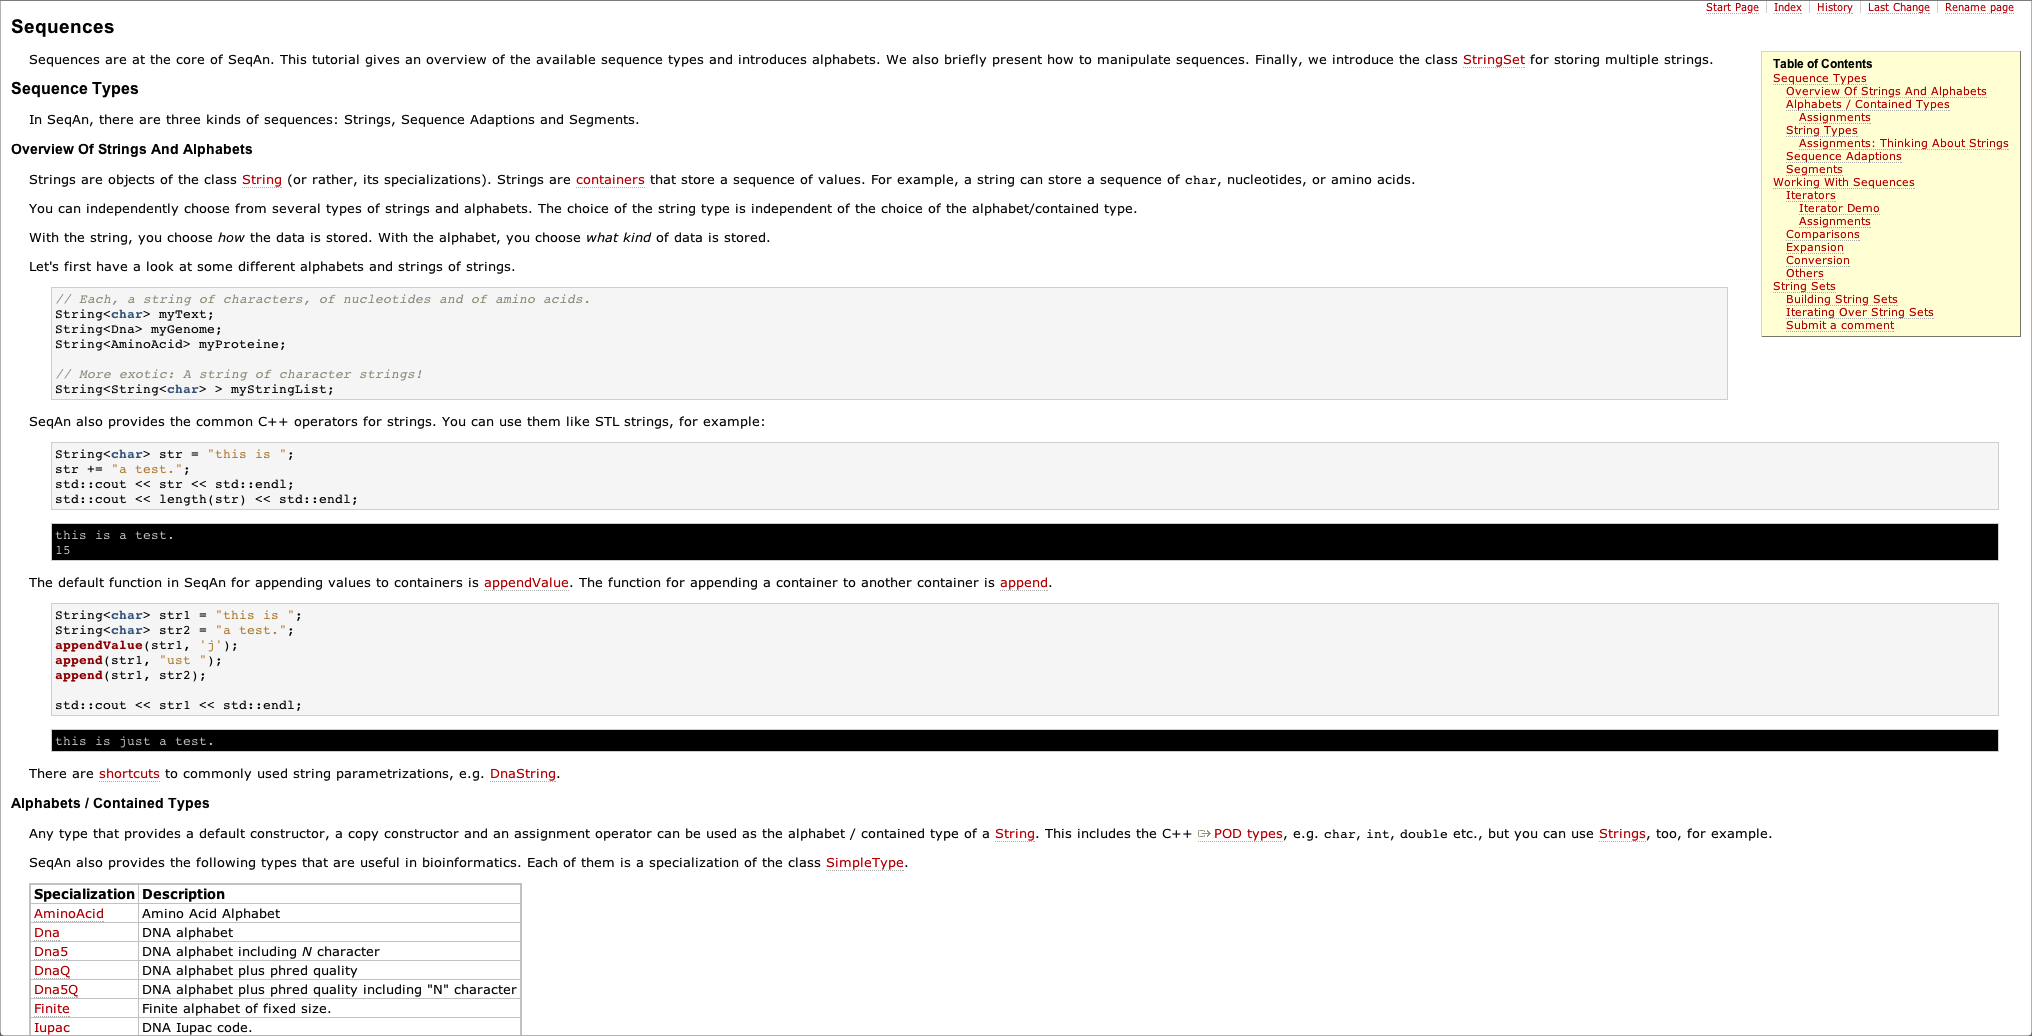 Start Page
Index
History
Last Change
Rename page
Sequences
Sequences are at the core of SeqAn. This tutorial gives an overview of the available sequence types and introduces alphabets. We also briefly present how to manipulate sequences. Finally, we introduce the class StringSet for storing multiple strings.
Table of Contents
Sequence Types
Overview Of Strings And Alphabets
Alphabets / Contained Types
Assignments
String Types
Assignments: Thinking About Strings
Sequence Adaptions
Segments
Working With Sequences
Iterators
Iterator Demo
Assignments
Comparisons
Expansion
Conversion
Others
String Sets
Building String Sets
Iterating Over String Sets
Submit a comment
Sequence Types
In SeqAn, there are three kinds of sequences: Strings, Sequence Adaptions and Segments.
Overview Of Strings And Alphabets
Strings are objects of the class String (or rather, its specializations). Strings are containers that store a sequence of values. For example, a string can store a sequence of char, nucleotides, or amino acids.
You can independently choose from several types of strings and alphabets. The choice of the string type is independent of the choice of the alphabet/contained type.
With the string, you choose how the data is stored. With the alphabet, you choose what kind of data is stored.
Let's first have a look at some different alphabets and strings of strings.
// Each, a string of characters, of nucleotides and of amino acids.
String<char> myText;
String<Dna> myGenome;
String<AminoAcid> myProteine;
// More exotic: A string of character strings!
String<String<char> > myStringList;
SeqAn also provides the common C++ operators for strings. You can use them like STL strings, for example:
String<char> str = "this is ";
str += "a test.";
std::cout << str << std::endl;
std::cout << length(str) << std::endl;
this is a test.
15
The default function in SeqAn for appending values to containers is appendValue. The function for appending a container to another container is append.
String<char> str1 = "this is ";
String<char> str2 = "a test.";
appendValue(str1, 'j');
append(str1, "ust ");
append(str1, str2);
std::cout << str1 << std::endl;
this is just a test.
There are shortcuts to commonly used string parametrizations, e.g. DnaString.
Alphabets / Contained Types
Any type that provides a default constructor, a copy constructor and an assignment operator can be used as the alphabet / contained type of a String. This includes the C++ POD types, e.g. char, int, double etc., but you can use Strings, too, for example.
SeqAn also provides the following types that are useful in bioinformatics. Each of them is a specialization of the class SimpleType.
Specialization Description
AminoAcid Amino Acid Alphabet
Dna DNA alphabet
Dna5 DNA alphabet including N character
DnaQ DNA alphabet plus phred quality
Dna5Q DNA alphabet plus phred quality including "N" character
Finite Finite alphabet of fixed size.
Iupac DNA Iupac code.